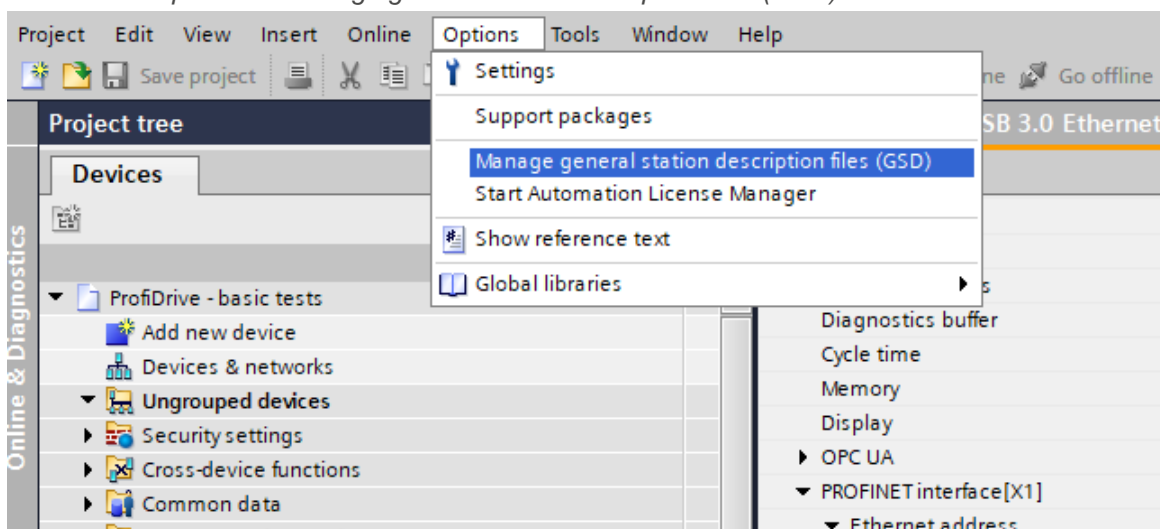 Project Edit View Insert Online Options Tools Window Help
Save project
Settings
ne Go offline
Support packages
Project tree
SB 3.0 Ethernet
Manage general station description files (GSD)
Devices
Start Automation License Manager
Show reference text
Global libraries
s
ProfiDrive - basic tests
Diagnostics buffer
Add new device
Cycle time
Devices & networks
Memory
Ungrouped devices
Display
Security settings
OPC UA
Cross-device functions
PROFINET interface[X1]
Common data
Ethernet address
Online & Diagnostics